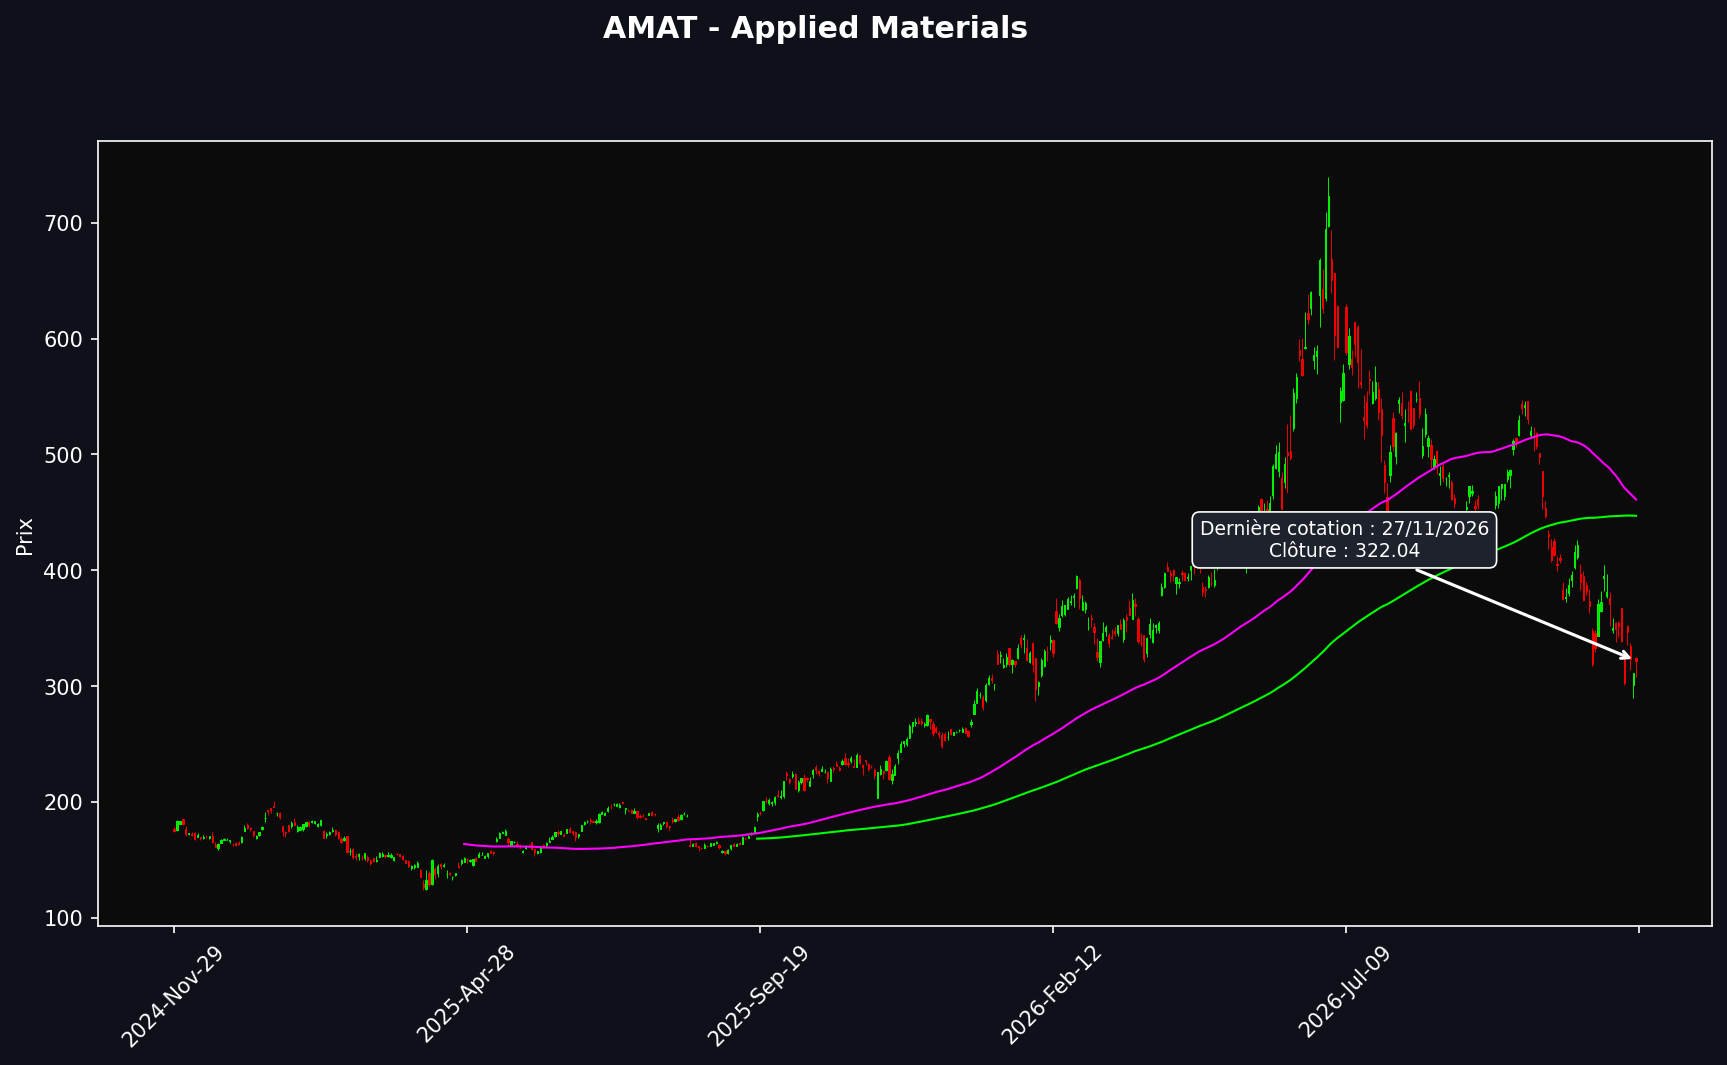 AMAT - Applied Materials
Prix
700
600
500
400
300
200
100
Dernière cotation : 27/11/2026
Clôture : 322.04
2024-Nov-29
2025-Apr-28
2025-Sep-19
2026-Feb-12
2026-Jul-09